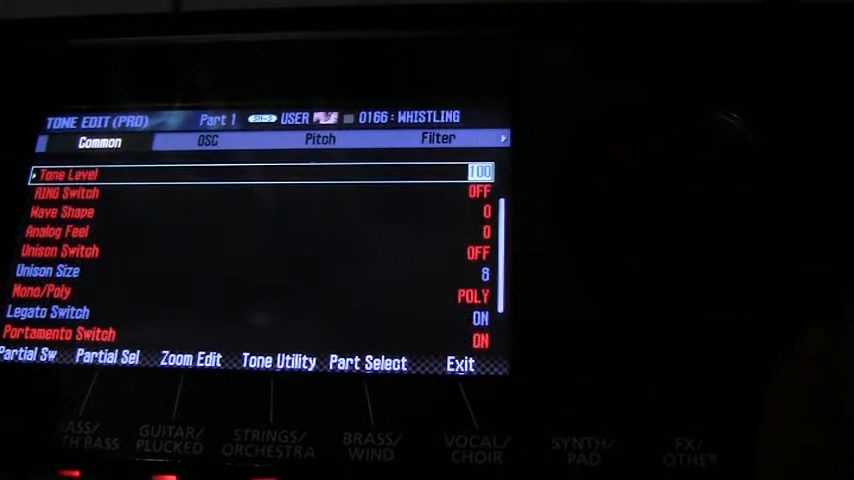 TONE EDIT (PRO) Part 1 SN-S USER 0166: WHISTLING
Common OSC Pitch Filter
Tone Level 100
RING Switch OFF
Wave Shape 0
Analog Feel 0
Unison Switch OFF
Unison Size 8
Mono/Poly POLY
Legato Switch ON
Portamento Switch ON
Partial Sw Partial Sel Zoom Edit Tone Utility Part Select Exit
GUITAR/ STRINGS/ BRASS/ VOCAL/ SYNTH/ FX/
BASS PLUCKED ORCHESTRA WIND CHOIR PAD OTHER